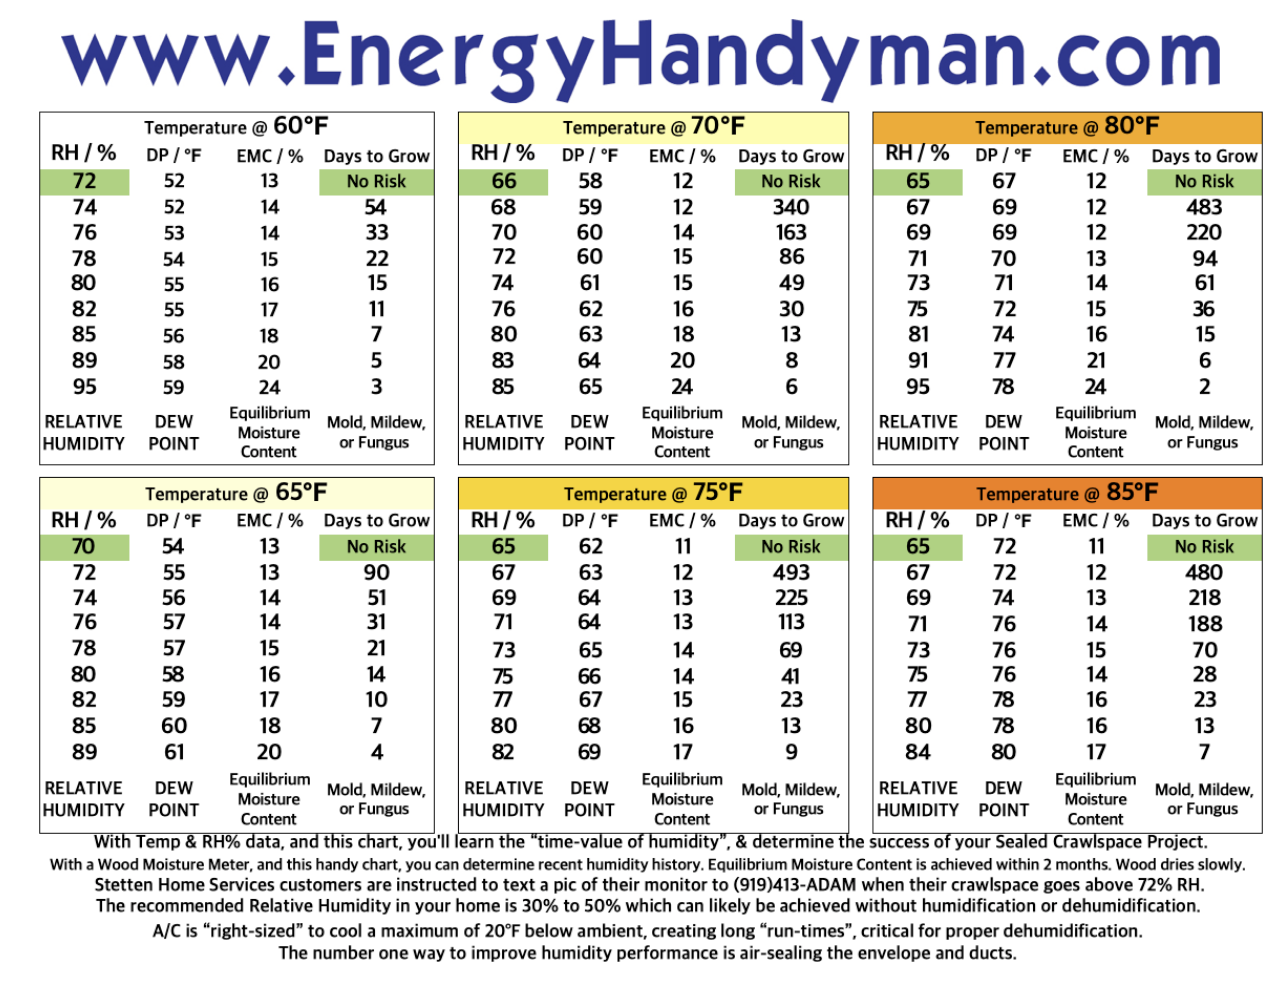 www.EnergyHandyman.com
Temperature @ 60°F
RH / % DP / °F EMC / % Days to Grow
72 52 13 No Risk
74 52 14 54
76 53 14 33
78 54 15 22
80 55 16 15
82 55 17 11
85 56 18 7
89 58 20 5
95 59 24 3
RELATIVE HUMIDITY DEW POINT Equilibrium Moisture Content Mold, Mildew, or Fungus
Temperature @ 70°F
RH / % DP / °F EMC / % Days to Grow
66 58 12 No Risk
68 59 12 340
70 60 14 163
72 60 15 86
74 61 15 49
76 62 16 30
80 63 18 13
83 64 20 8
85 65 24 6
RELATIVE HUMIDITY DEW POINT Equilibrium Moisture Content Mold, Mildew, or Fungus
Temperature @ 80°F
RH / % DP / °F EMC / % Days to Grow
65 67 12 No Risk
67 69 12 483
69 69 12 220
71 70 13 94
73 71 14 61
75 72 15 36
81 74 16 15
91 77 21 6
95 78 24 2
RELATIVE HUMIDITY DEW POINT Equilibrium Moisture Content Mold, Mildew, or Fungus
Temperature @ 65°F
RH / % DP / °F EMC / % Days to Grow
70 54 13 No Risk
72 55 13 90
74 56 14 51
76 57 14 31
78 57 15 21
80 58 16 14
82 59 17 10
85 60 18 7
89 61 20 4
RELATIVE HUMIDITY DEW POINT Equilibrium Moisture Content Mold, Mildew, or Fungus
Temperature @ 75°F
RH / % DP / °F EMC / % Days to Grow
65 62 11 No Risk
67 63 12 493
69 64 13 225
71 64 13 113
73 65 14 69
75 66 14 41
77 67 15 23
80 68 16 13
82 69 17 9
RELATIVE HUMIDITY DEW POINT Equilibrium Moisture Content Mold, Mildew, or Fungus
Temperature @ 85°F
RH / % DP / °F EMC / % Days to Grow
65 72 11 No Risk
67 72 12 480
69 74 13 218
71 76 14 188
73 76 15 70
75 76 14 28
77 78 16 23
80 78 16 13
84 80 17 7
RELATIVE HUMIDITY DEW POINT Equilibrium Moisture Content Mold, Mildew, or Fungus
With Temp & RH% data, and this chart, you'll learn the “time-value of humidity”, & determine the success of your Sealed Crawlspace Project.
With a Wood Moisture Meter, and this handy chart, you can determine recent humidity history. Equilibrium Moisture Content is achieved within 2 months. Wood dries slowly.
Stetten Home Services customers are instructed to text a pic of their monitor to (919)413-ADAM when their crawlspace goes above 72% RH.
The recommended Relative Humidity in your home is 30% to 50% which can likely be achieved without humidification or dehumidification.
A/C is “right-sized” to cool a maximum of 20°F below ambient, creating long “run-times”, critical for proper dehumidification.
The number one way to improve humidity performance is air-sealing the envelope and ducts.